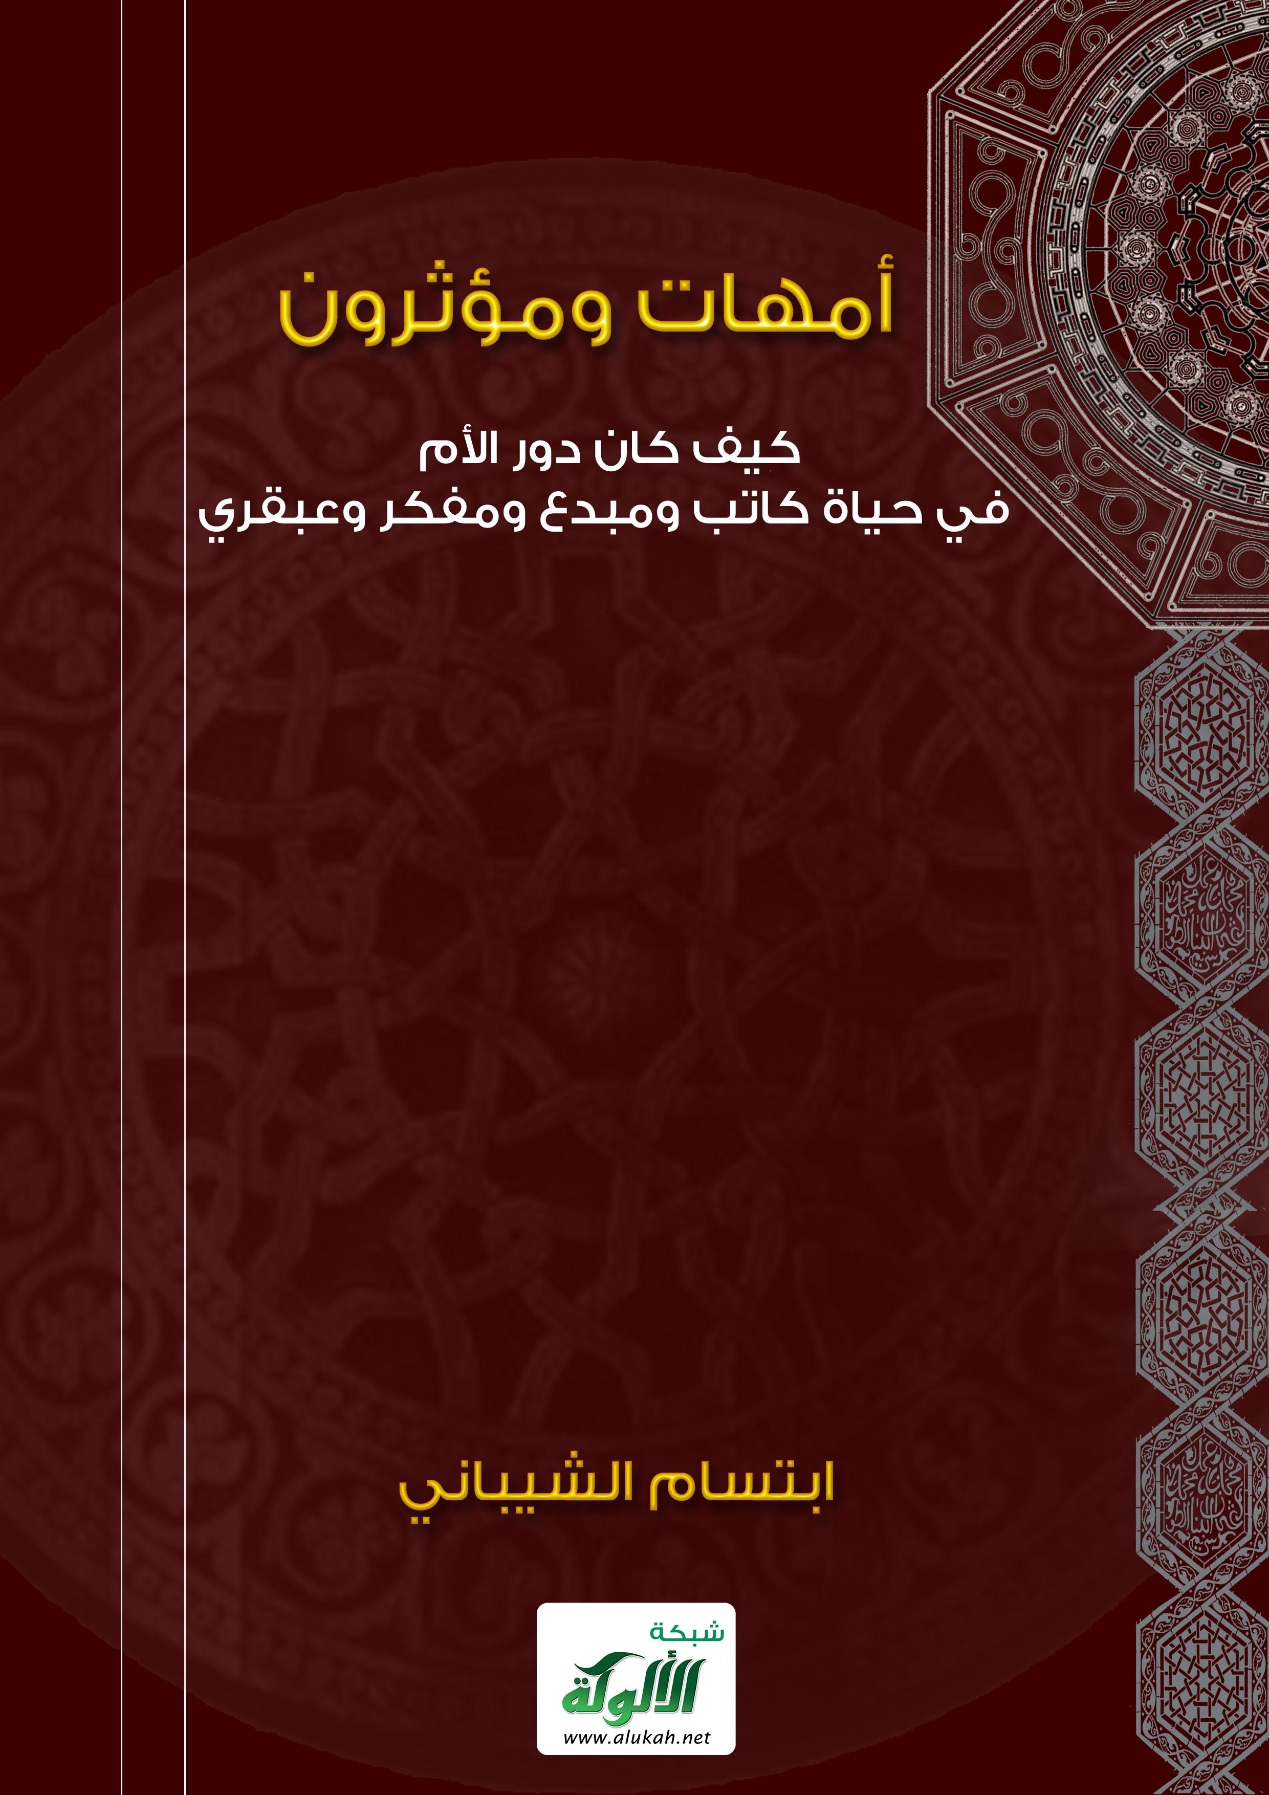 أمهات ومؤثرون
كيف كان دور الأم
في حياة كاتب ومبدع ومفكر وعبقري
ابتسام الشيباني
شبكة
الألوكة
www.alukah.net